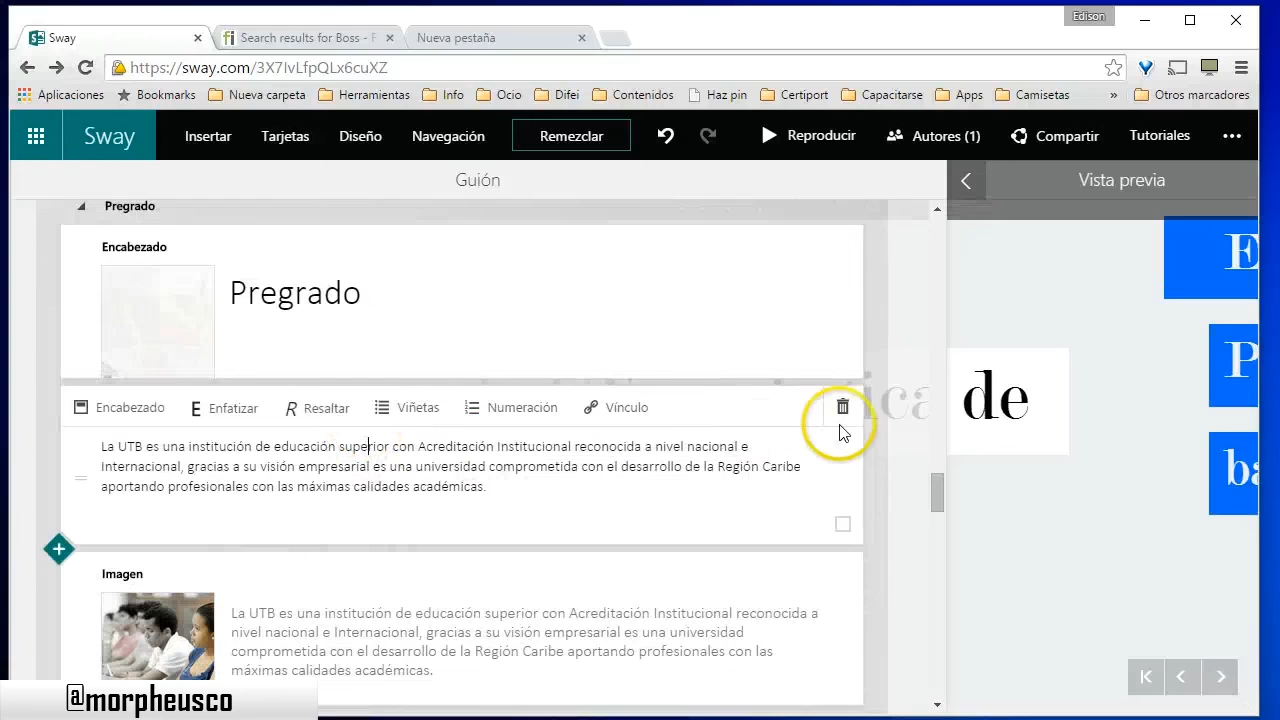 Edison
Sway
Search results for Boss - F
Nueva pestaña
https://sway.com/3X7IvLfpQLx6cuXZ
Aplicaciones
Bookmarks
Nueva carpeta
Herramientas
Info
Ocio
Difei
Contenidos
Haz pin
Certiport
Capacitarse
Apps
Camisetas
»
Otros marcadores
Sway
Insertar
Tarjetas
Diseño
Navegación
Remezclar
Reproducir
Autores (1)
Compartir
Tutoriales
Guión
Vista previa
Pregrado
Encabezado
Pregrado
Encabezado
E Enfatizar
R Resaltar
Viñetas
Numeración
Vínculo
La UTB es una institución de educación superior con Acreditación Institucional reconocida a nivel nacional e
Internacional, gracias a su visión empresarial es una universidad comprometida con el desarrollo de la Región Caribe
aportando profesionales con las máximas calidades académicas.
Imagen
La UTB es una institución de educación superior con Acreditación Institucional reconocida a
nivel nacional e Internacional, gracias a su visión empresarial es una universidad
comprometida con el desarrollo de la Región Caribe aportando profesionales con las
máximas calidades académicas.
de
E
P
ba
@morpheusco